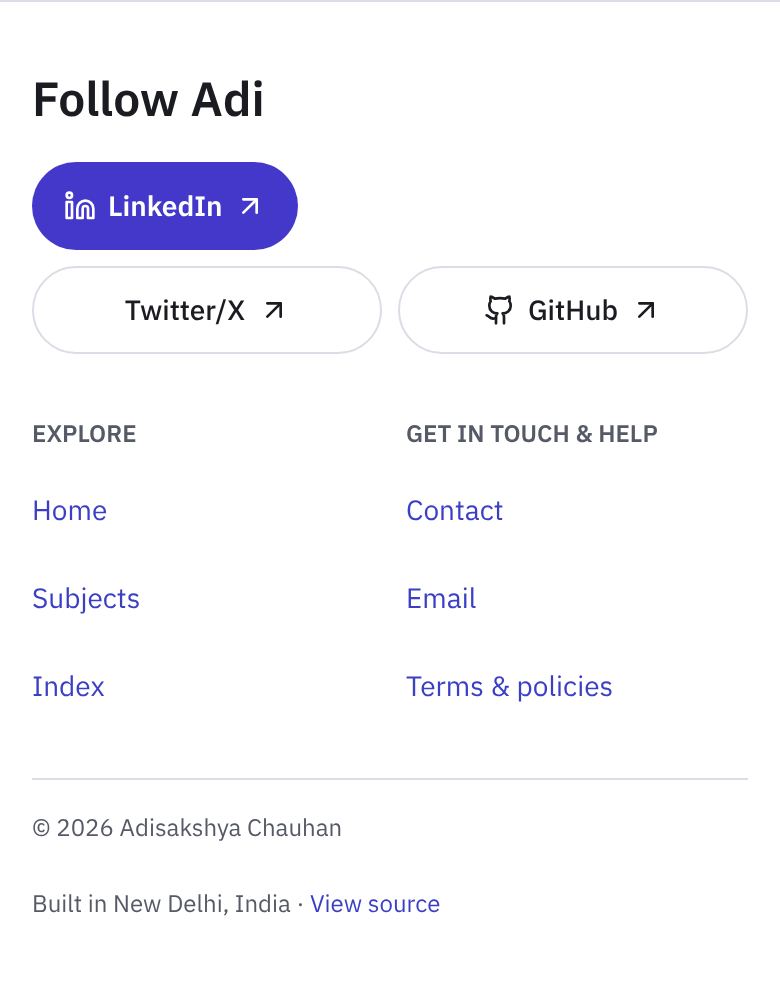 Follow Adi
LinkedIn
Twitter/X
GitHub
EXPLORE
Home
Subjects
Index
GET IN TOUCH & HELP
Contact
Email
Terms & policies
© 2026 Adisakshya Chauhan
Built in New Delhi, India · View source